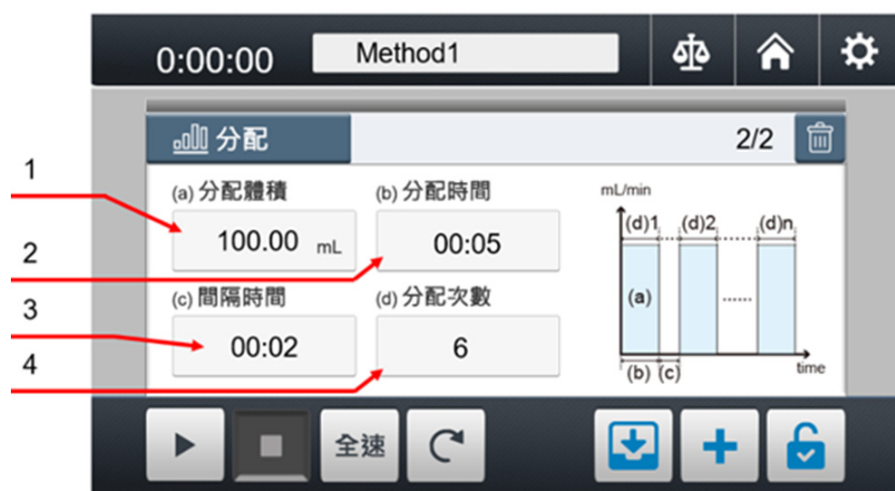 0:00:00 Method1
分配 2/2
1
(a) 分配體積 (b) 分配時間 mL/min
100.00 mL 00:05 (d)1 (d)2 ...... (d)n
2
3
(c) 間隔時間 (d) 分配次數 (a) ......
00:02 6
4
(b) (c) time
全速